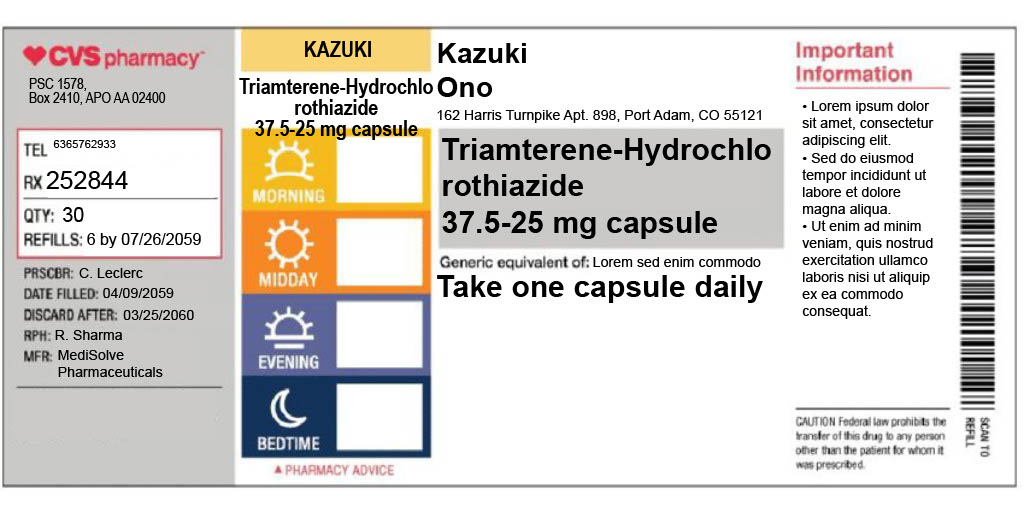 CVS pharmacy
PSC 1578,
Box 2410, APO AA 02400
TEL 6365762933
RX 252844
QTY: 30
REFILLS: 6 by 07/26/2059
PRSCBR: C. Leclerc
DATE FILLED: 04/09/2059
DISCARD AFTER: 03/25/2060
RPH: R. Sharma
MFR: MediSolve
Pharmaceuticals
KAZUKI
Triamterene-Hydrochlo
rothiazide
37.5-25 mg capsule
MORNING
MIDDAY
EVENING
BEDTIME
▲ PHARMACY ADVICE
Kazuki
Ono
162 Harris Turnpike Apt. 898, Port Adam, CO 55121
Triamterene-Hydrochlo
rothiazide
37.5-25 mg capsule
Generic equivalent of: Lorem sed enim commodo
Take one capsule daily
Important
Information
• Lorem ipsum dolor
sit amet, consectetur
adipiscing elit.
• Sed do eiusmod
tempor incididunt ut
labore et dolore
magna aliqua.
• Ut enim ad minim
veniam, quis nostrud
exercitation ullamco
laboris nisi ut aliquip
ex ea commodo
consequat.
CAUTION Federal law prohibits the
transfer of this drug to any person
other than the patient for whom it
was prescribed.
SCAN TO
REFILL